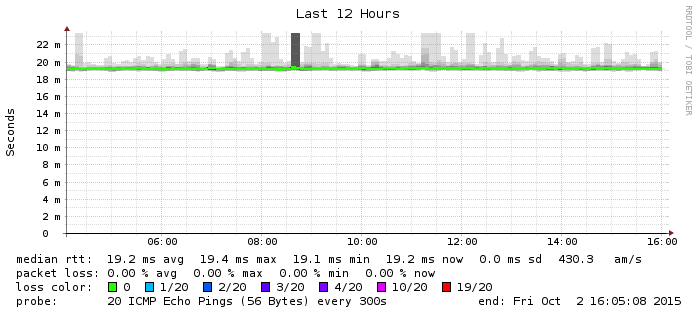 Last 12 Hours
RRDTOOL / TOBI OETIKER
Seconds
22 m
20 m
18 m
16 m
14 m
12 m
10 m
8 m
6 m
4 m
2 m
0
06:00 08:00 10:00 12:00 14:00 16:00
median rtt: 19.2 ms avg 19.4 ms max 19.1 ms min 19.2 ms now 0.0 ms sd 430.3 am/s
packet loss: 0.00 % avg 0.00 % max 0.00 % min 0.00 % now
loss color: 0 1/20 2/20 3/20 4/20 10/20 19/20
probe: 20 ICMP Echo Pings (56 Bytes) every 300s end: Fri Oct 2 16:05:08 2015